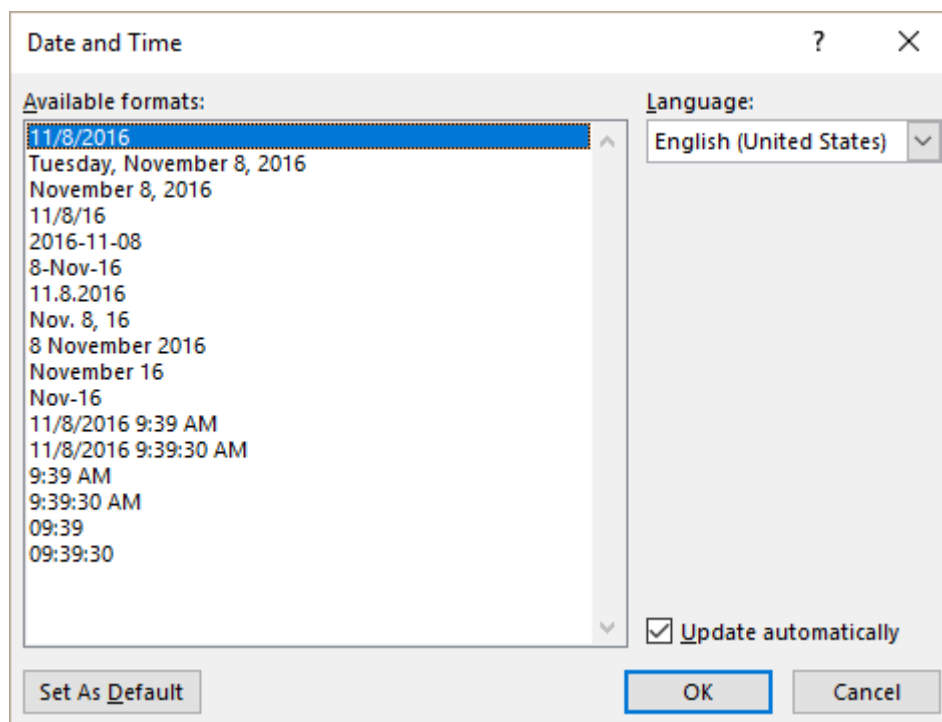 Date and Time
?
Available formats:
11/8/2016
Tuesday, November 8, 2016
November 8, 2016
11/8/16
2016-11-08
8-Nov-16
11.8.2016
Nov. 8, 16
8 November 2016
November 16
Nov-16
11/8/2016 9:39 AM
11/8/2016 9:39:30 AM
9:39 AM
9:39:30 AM
09:39
09:39:30
Language:
English (United States)
Update automatically
Set As Default
OK
Cancel